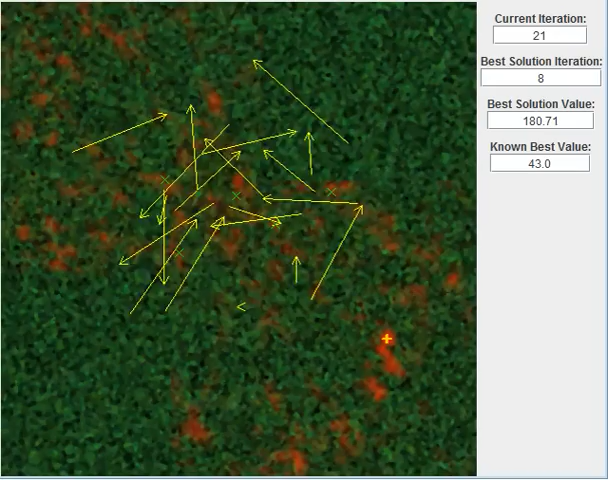 Current Iteration:
21
Best Solution Iteration:
8
Best Solution Value:
180.71
Known Best Value:
43.0